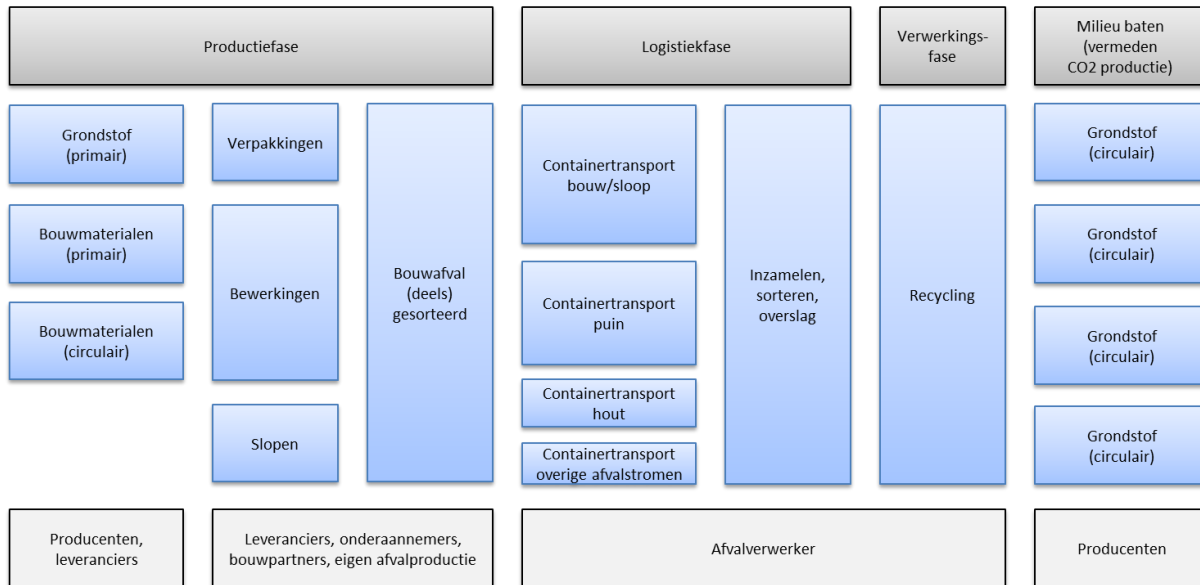 Productiefase
Logistiekfase
Verwerkings-
fase
Milieu baten
(vermeden
CO2 productie)
Grondstof
(primair)
Bouwmaterialen
(primair)
Bouwmaterialen
(circulair)
Verpakkingen
Bewerkingen
Slopen
Bouwafval
(deels)
gesorteerd
Containertransport
bouw/sloop
Containertransport
puin
Containertransport
hout
Containertransport
overige afvalstromen
Inzamelen,
sorteren,
overslag
Recycling
Grondstof
(circulair)
Grondstof
(circulair)
Grondstof
(circulair)
Grondstof
(circulair)
Producenten,
leveranciers
Leveranciers, onderaannemers,
bouwpartners, eigen afvalproductie
Afvalverwerker
Producenten